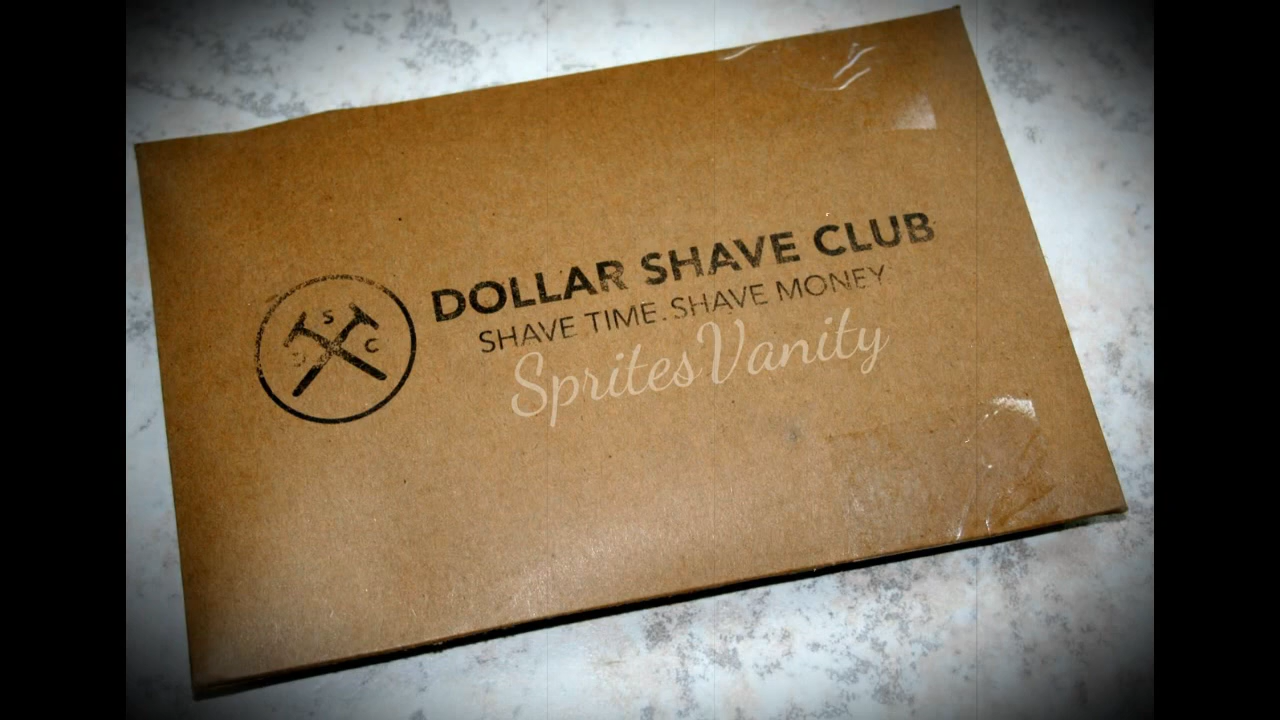 DOLLAR SHAVE CLUB
SHAVE TIME. SHAVE MONEY
SpritesVanity
S
C